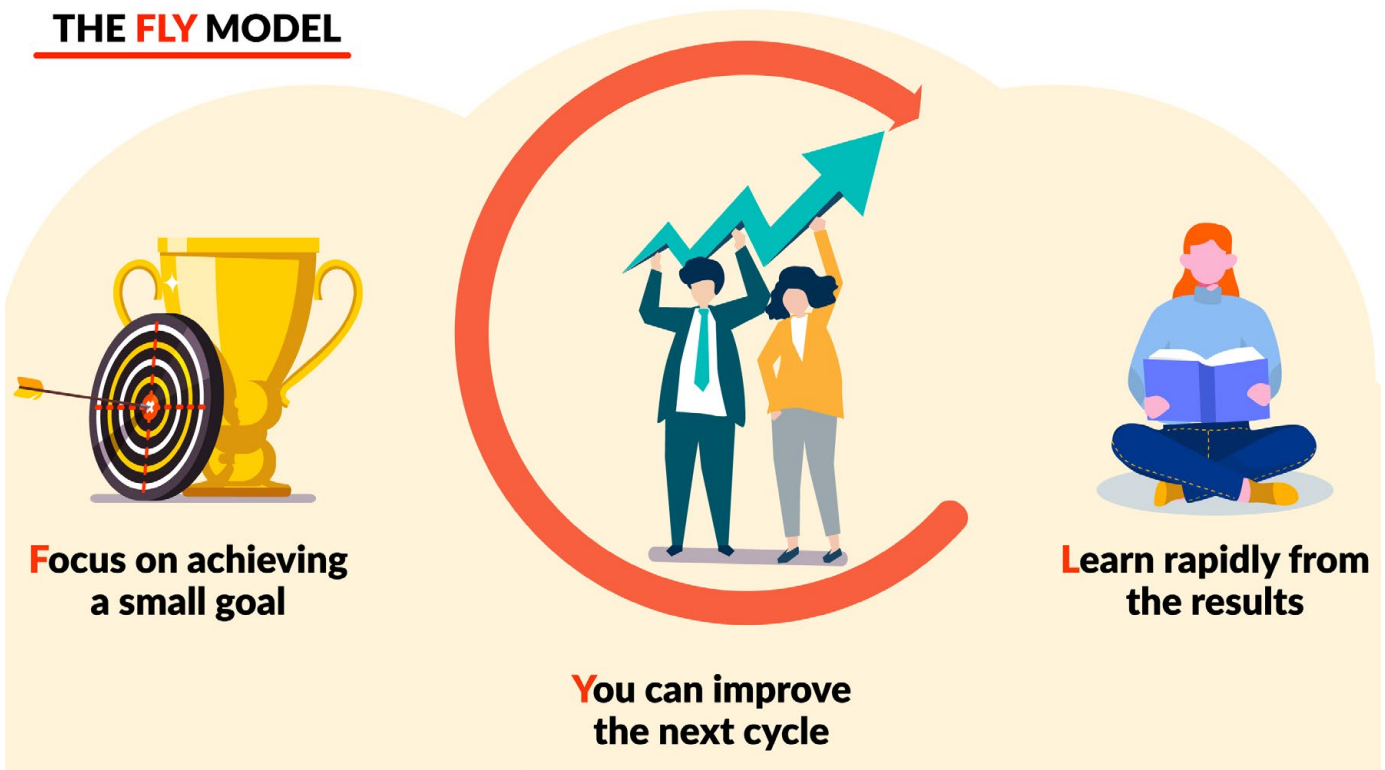 THE FLY MODEL
Focus on achieving
a small goal
Learn rapidly from
the results
You can improve
the next cycle